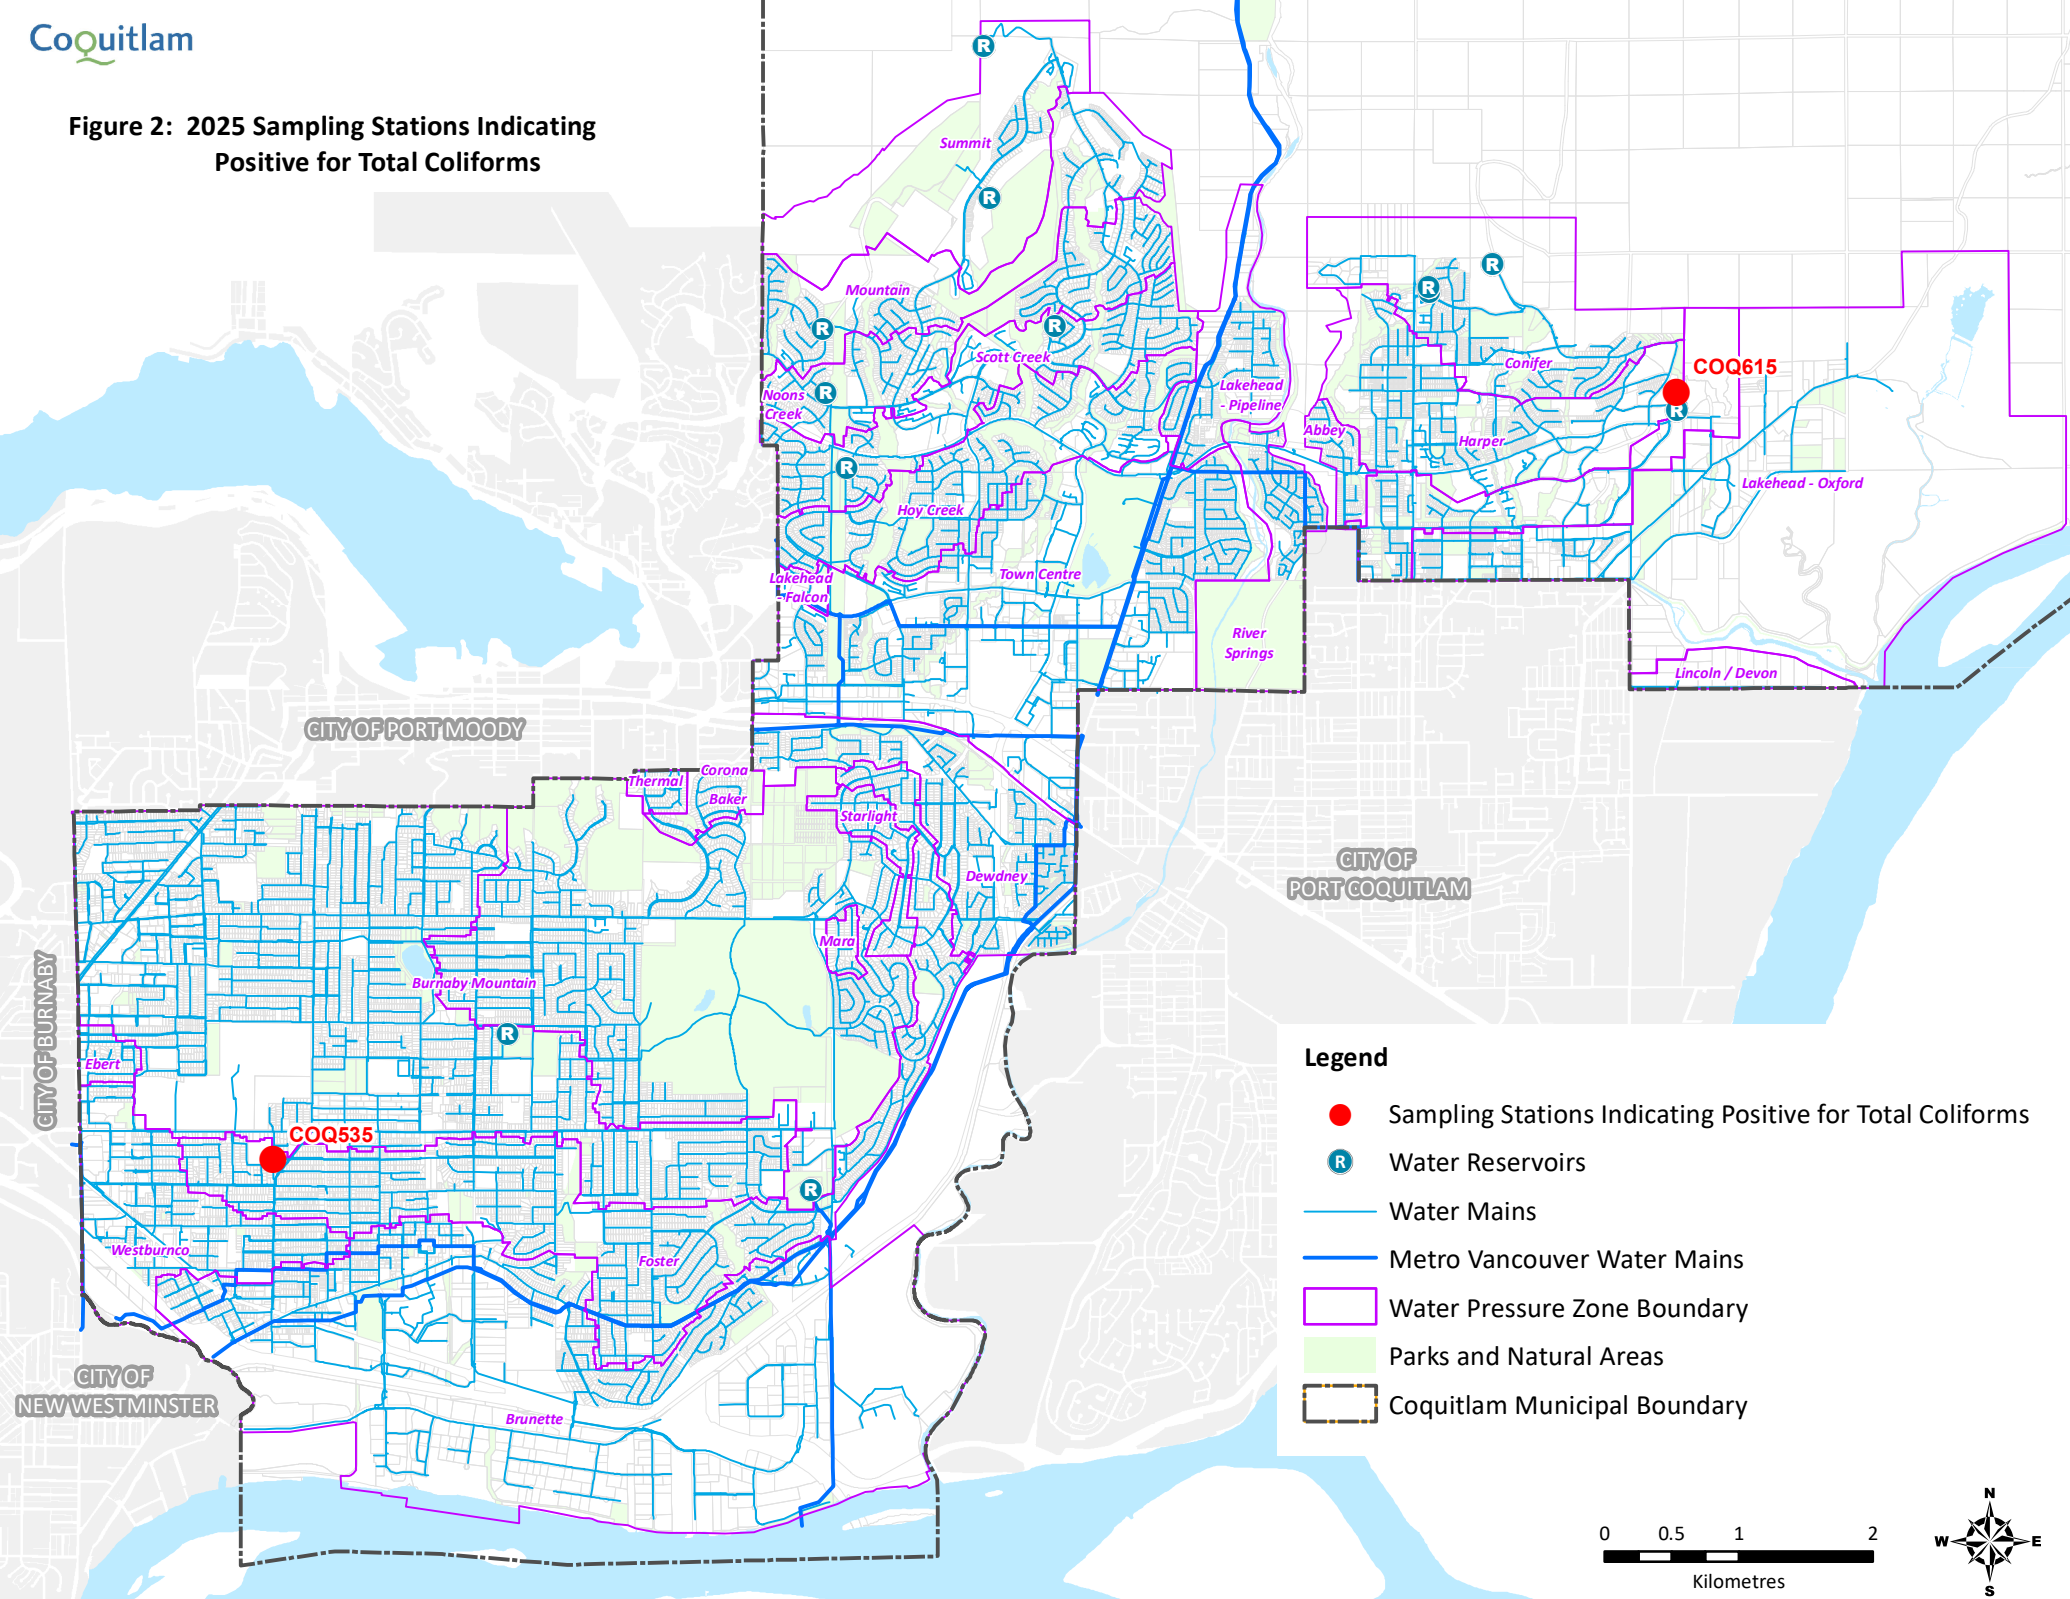 Coquitlam
Figure 2: 2025 Sampling Stations Indicating
Positive for Total Coliforms
R
Summit
R
Mountain
R
R
Scott Creek
Noons
Creek
R
R
Hoy Creek
Lakehead
- Pipeline
Abbey
R
R
Conifer
COQ615
R
Harper
Lakehead - Oxford
Lakehead
- Falcon
Town Centre
River
Springs
Lincoln / Devon
CITY OF PORT MOODY
Thermal
Corona
Baker
Starlight
Dewdney
CITY OF
PORT COQUITLAM
Mara
Burnaby Mountain
R
CITY OF BURNABY
Ebert
COQ535
R
Westburnco
Foster
CITY OF
NEW WESTMINSTER
Brunette
Legend
Sampling Stations Indicating Positive for Total Coliforms
R Water Reservoirs
Water Mains
Metro Vancouver Water Mains
Water Pressure Zone Boundary
Parks and Natural Areas
Coquitlam Municipal Boundary
0 0.5 1 2
Kilometres
N
W E
S